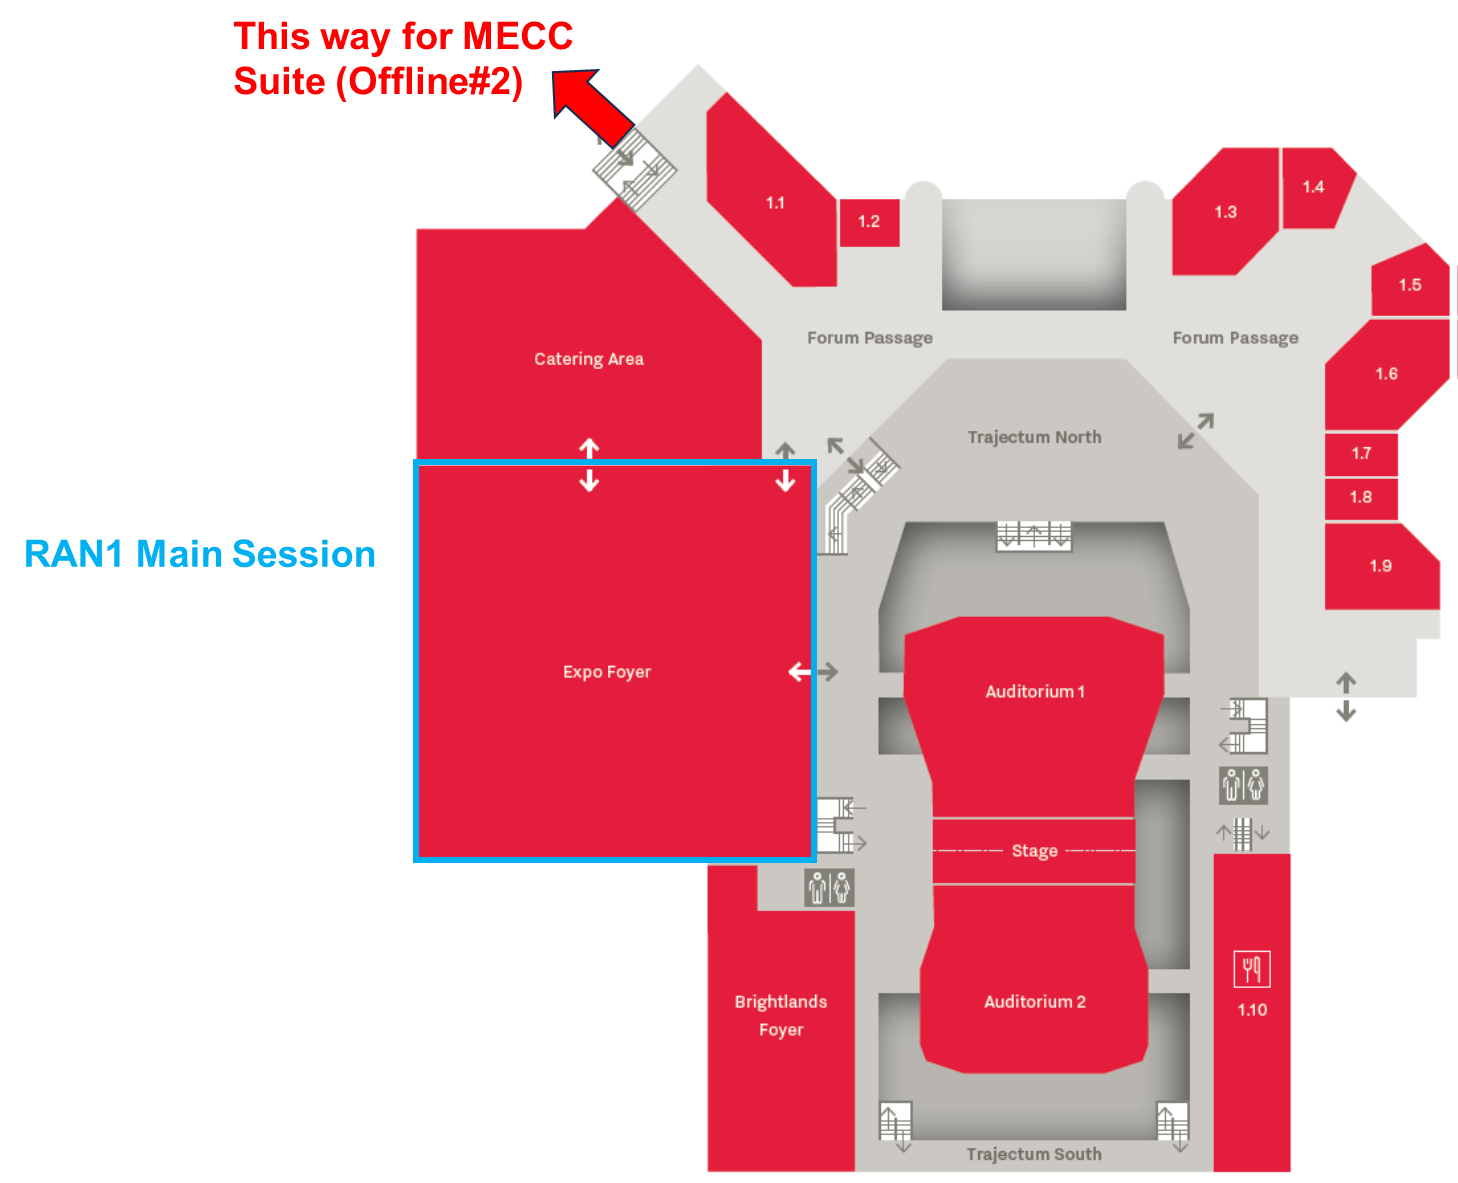 This way for MECC
Suite (Offline#2)
1.1
1.2
1.3
1.4
1.5
Forum Passage
Forum Passage
Catering Area
1.6
Trajectum North
1.7
1.8
RAN1 Main Session
1.9
Expo Foyer
Auditorium 1
Stage
Brightlands
Foyer
Auditorium 2
1.10
Trajectum South